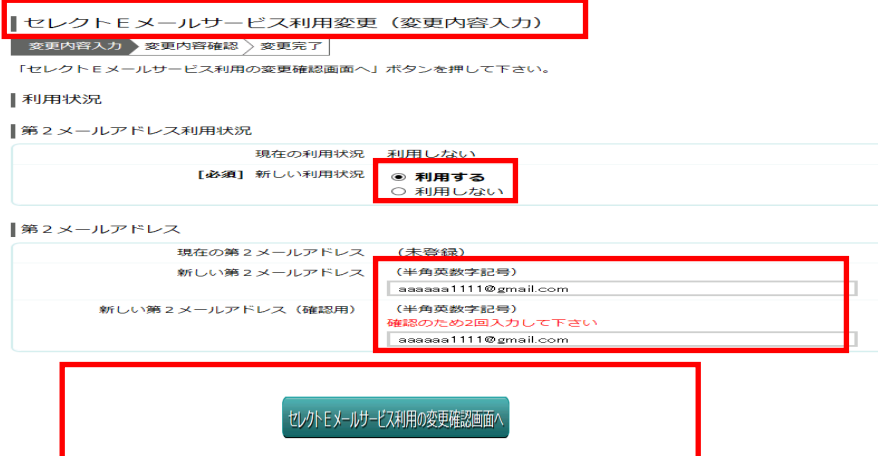 セレクトEメールサービス利用変更（変更内容入力）
変更内容入力 変更内容確認 変更完了
「セレクトEメールサービス利用の変更確認画面へ」ボタンを押して下さい。
利用状況
第2メールアドレス利用状況
現在の利用状況 利用しない
【必須】新しい利用状況 利用する
利用しない
第2メールアドレス
現在の第2メールアドレス （未登録）
新しい第2メールアドレス （半角英数字記号）
aaaaaa1111@gmail.com
新しい第2メールアドレス（確認用） （半角英数字記号）
確認のため2回入力して下さい
aaaaaa1111@gmail.com
セレクトEメールサービス利用の変更確認画面へ